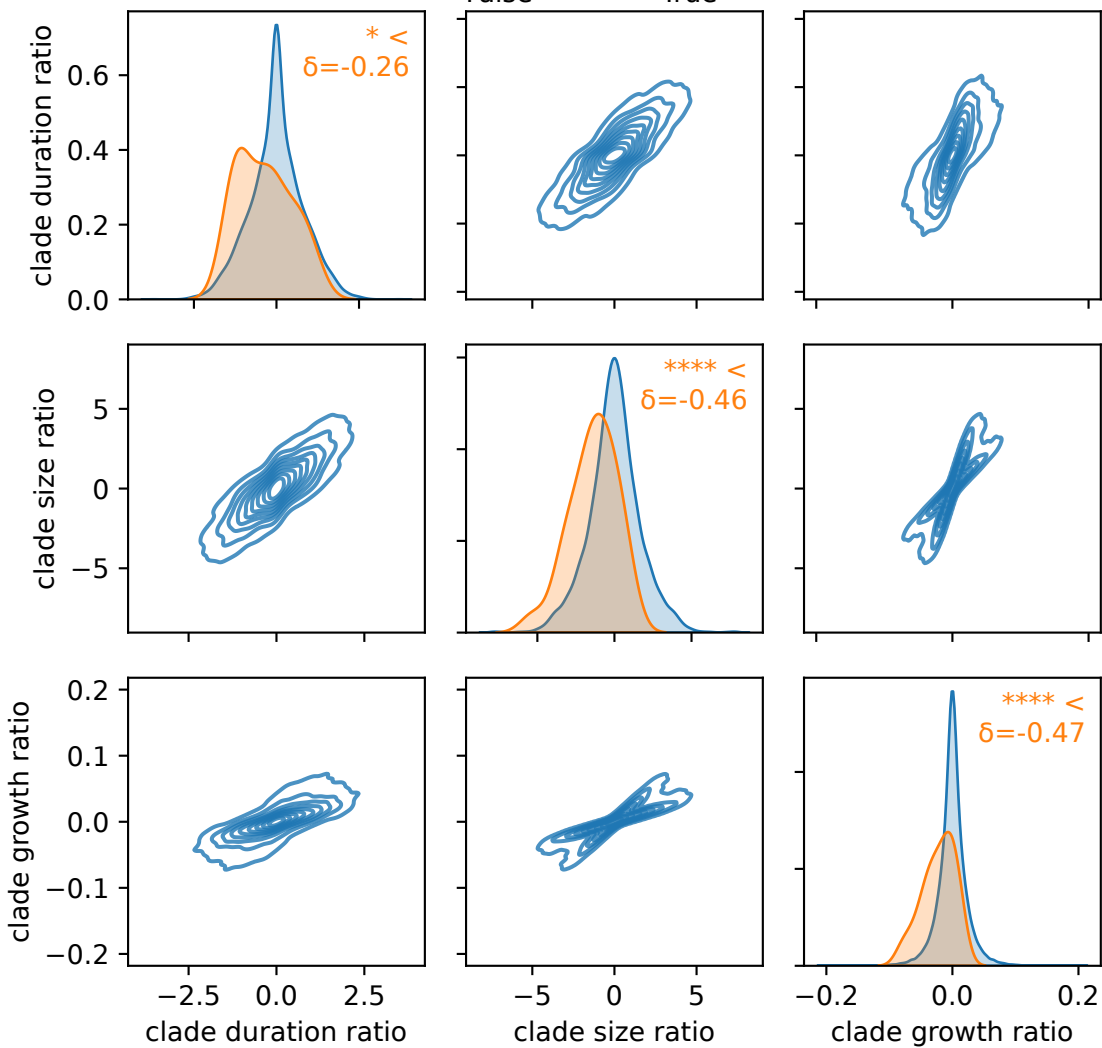 clade duration ratio
0.6
0.4
0.2
0.0
* <
δ=-0.26
clade size ratio
5
0
−5
**** <
δ=-0.46
clade growth ratio
0.2
0.1
0.0
−0.1
−0.2
**** <
δ=-0.47
−2.5 0.0 2.5
−5 0 5
−0.2 0.0 0.2
clade duration ratio
clade size ratio
clade growth ratio